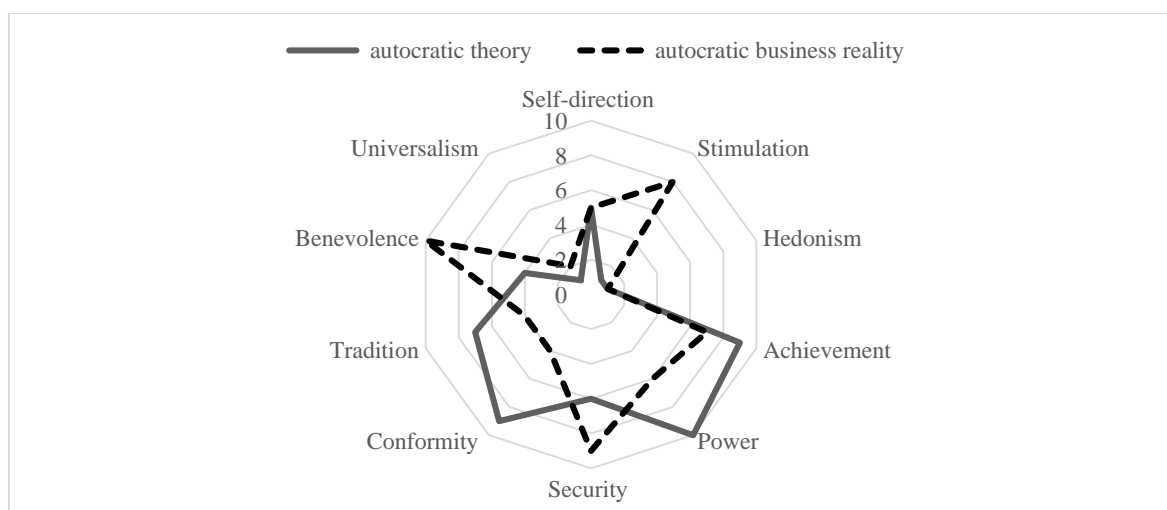 autocratic theory autocratic business reality
Self-direction
10
Universalism Stimulation
8
6
4
Benevolence Hedonism
2
0
Tradition Achievement
Conformity Power
Security